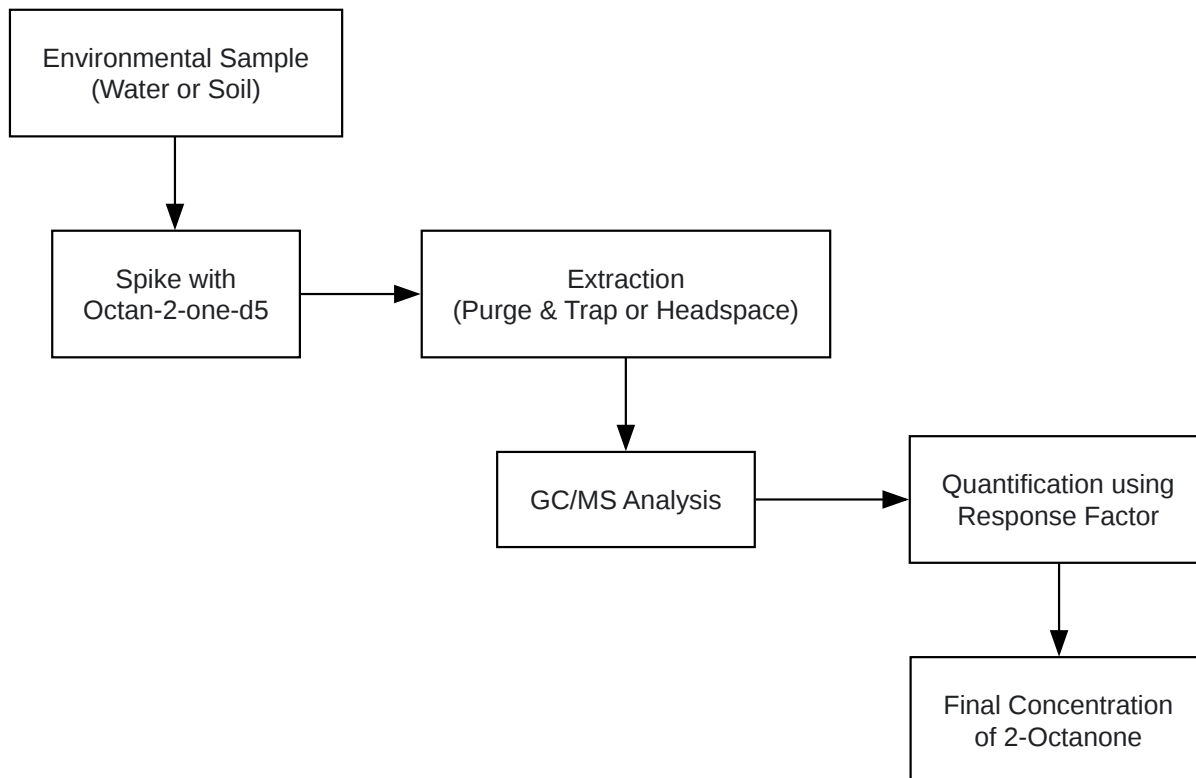 Environmental Sample
(Water or Soil)
Spike with
Octan-2-one-d5
Extraction
(Purge & Trap or Headspace)
GC/MS Analysis
Quantification using
Response Factor
Final Concentration
of 2-Octanone